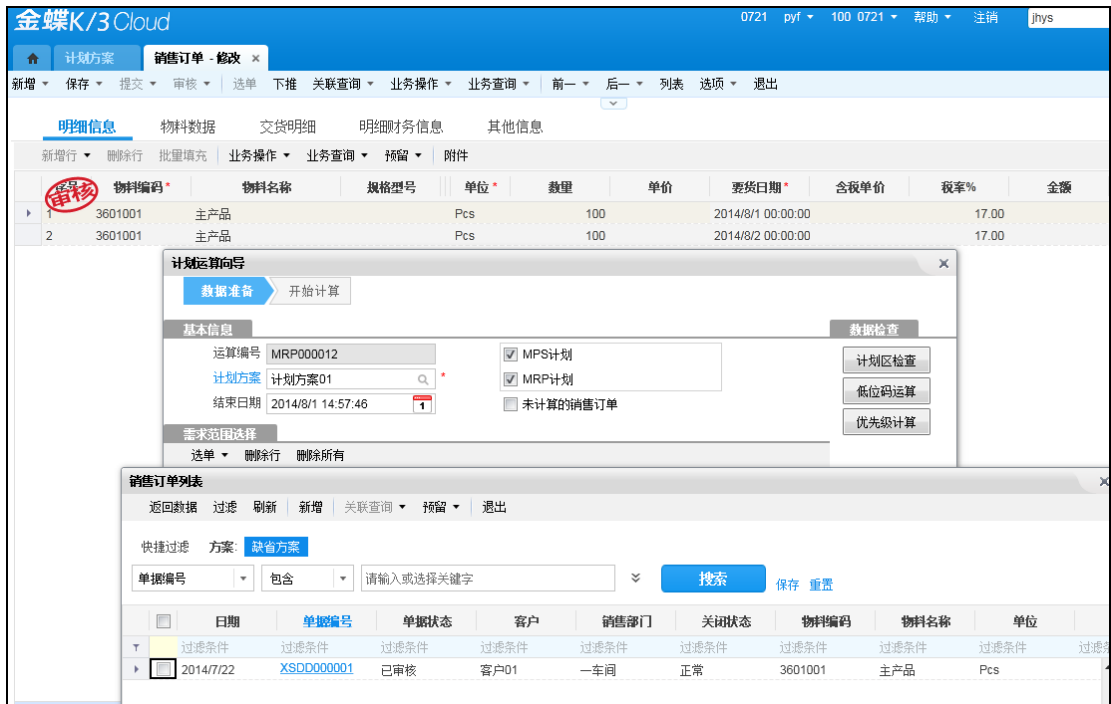 金蝶K/3 Cloud 0721 pyf 100 0721 帮助 注销 jhys
计划方案 销售订单 - 修改 ×
新增 保存 提交 审核 选单 下推 关联查询 业务操作 业务查询 前一 后一 列表 选项 退出
明细信息 物料数据 交货明细 明细财务信息 其他信息
新增行 删除行 批里填充 业务操作 业务查询 预留 附件
审核
序号 物料编码* 物料名称 规格型号 单位* 数里 单价 要货日期* 含税单价 税率% 金额
1 3601001 主产品 Pcs 100 2014/8/1 00:00:00 17.00
2 3601001 主产品 Pcs 100 2014/8/2 00:00:00 17.00
计划运算向导 ×
数据准备 开始计算
基本信息 数据检查
运算编号 MRP000012 MPS计划 计划区检查
计划方案 计划方案01 * MRP计划 低位码运算
结束日期 2014/8/1 14:57:46 1 未计算的销售订单 优先级计算
需求范围选择
选单 删除行 删除所有
销售订单列表 ×
返回数据 过滤 刷新 新增 关联查询 预留 退出
快捷过滤 方案: 缺省方案
单据编号 包含 请输入或选择关键字 搜索 保存 重置
日期 单据编号 单据状态 客户 销售部门 关闭状态 物料编码 物料名称 单位
过滤条件 过滤条件 过滤条件 过滤条件 过滤条件 过滤条件 过滤条件 过滤条件 过滤条件
2014/7/22 XSDD000001 已审核 客户01 一车间 正常 3601001 主产品 Pcs